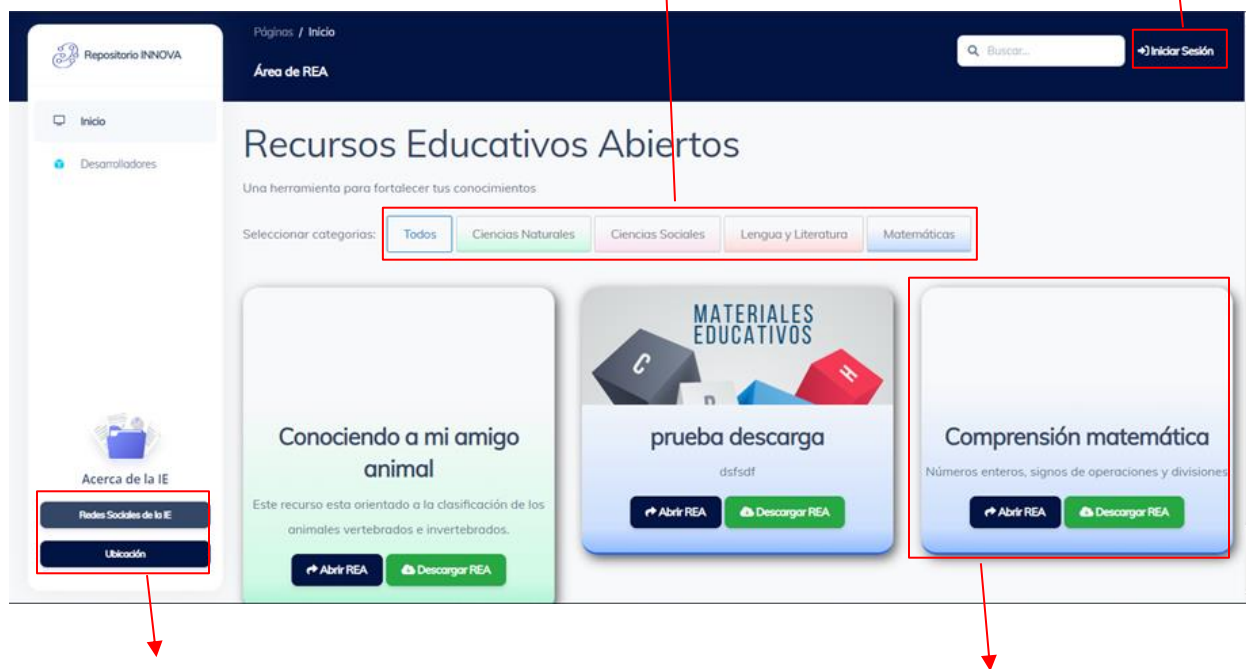 Repositorio INNOVA
Páginas / Inicio
Área de REA
Buscar...
Iniciar Sesión
Inicio
Desarrolladores
Recursos Educativos Abiertos
Una herramienta para fortalecer tus conocimientos
Seleccionar categorias: Todos Ciencias Naturales Ciencias Sociales Lengua y Literatura Matemáticas
Conociendo a mi amigo
animal
Este recurso esta orientado a la clasificación de los
animales vertebrados e invertebrados.
Abrir REA Descargar REA
MATERIALES
EDUCATIVOS
C
H
prueba descarga
dsfsdf
Abrir REA Descargar REA
Comprensión matemática
Números enteros, signos de operaciones y divisiones
Abrir REA Descargar REA
Acerca de la IE
Redes Sociales de la IE
Ubicación